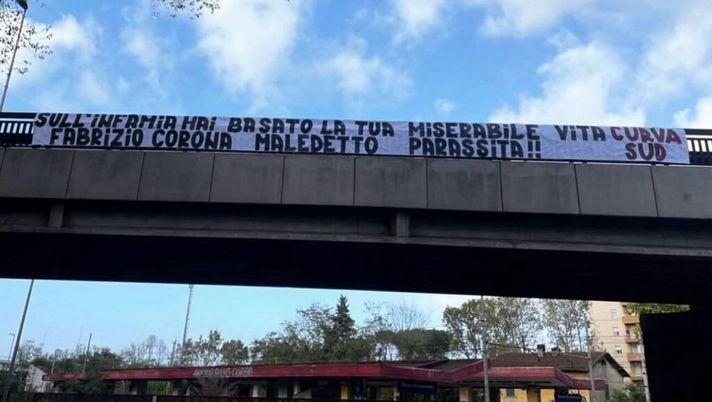 SULL'INFAMIA HAI BASATO LA TUA MISERABILE VITA CURVA
FABRIZIO CORONA MALEDETTO PARASSITA!! SUD